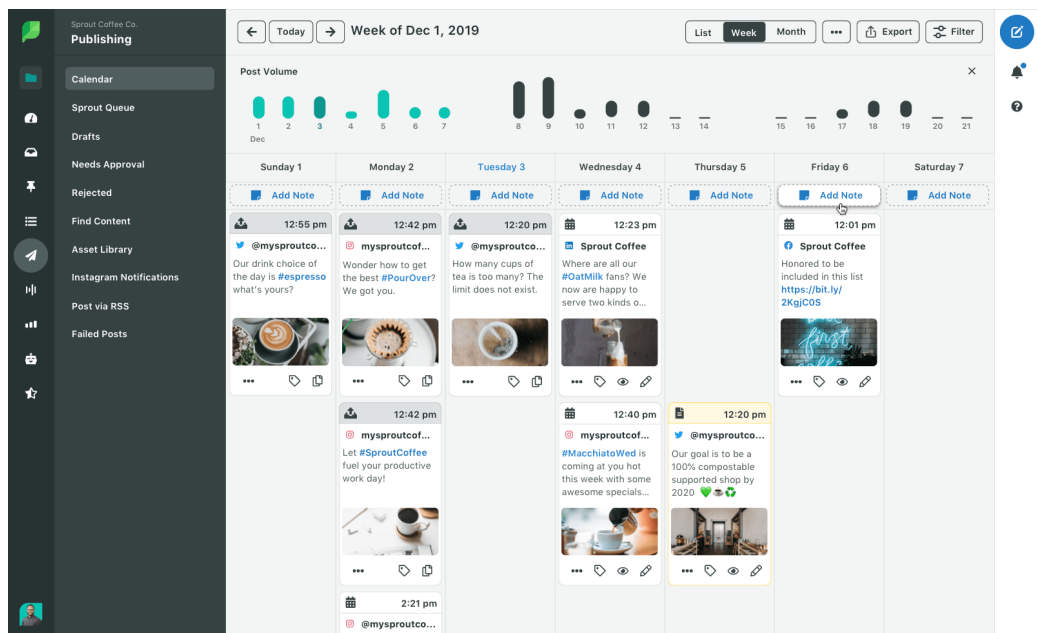 Sprout Coffee Co.
Publishing
Calendar
Sprout Queue
Drafts
Needs Approval
Rejected
Find Content
Asset Library
Instagram Notifications
Post via RSS
Failed Posts
Today
Week of Dec 1, 2019
List Week Month
Export
Filter
Post Volume
1 2 3 4 5 6 7 8 9 10 11 12 13 14 15 16 17 18 19 20 21
Dec
Sunday 1
Monday 2
Tuesday 3
Wednesday 4
Thursday 5
Friday 6
Saturday 7
Add Note
Add Note
Add Note
Add Note
Add Note
Add Note
Add Note
12:55 pm
@mysproutco...
Our drink choice of
the day is #espresso
what's yours?
12:42 pm
mysproutcof...
Wonder how to get
the best #PourOver?
We got you.
12:42 pm
mysproutcof...
Let #SproutCoffee
fuel your productive
work day!
2:21 pm
@mysproutco...
12:20 pm
@mysproutco...
How many cups of
tea is too many? The
limit does not exist.
12:23 pm
Sprout Coffee
Where are all our
#OatMilk fans? We
now are happy to
serve two kinds o...
12:40 pm
mysproutcof...
#MacchiatoWed is
coming at you hot
this week with some
awesome specials...
12:20 pm
@mysproutco...
Our goal is to be a
100% compostable
supported shop by
2020 💚☕♻️
12:01 pm
Sprout Coffee
Honored to be
included in this list
https://bit.ly/
2KgjC0S
first,